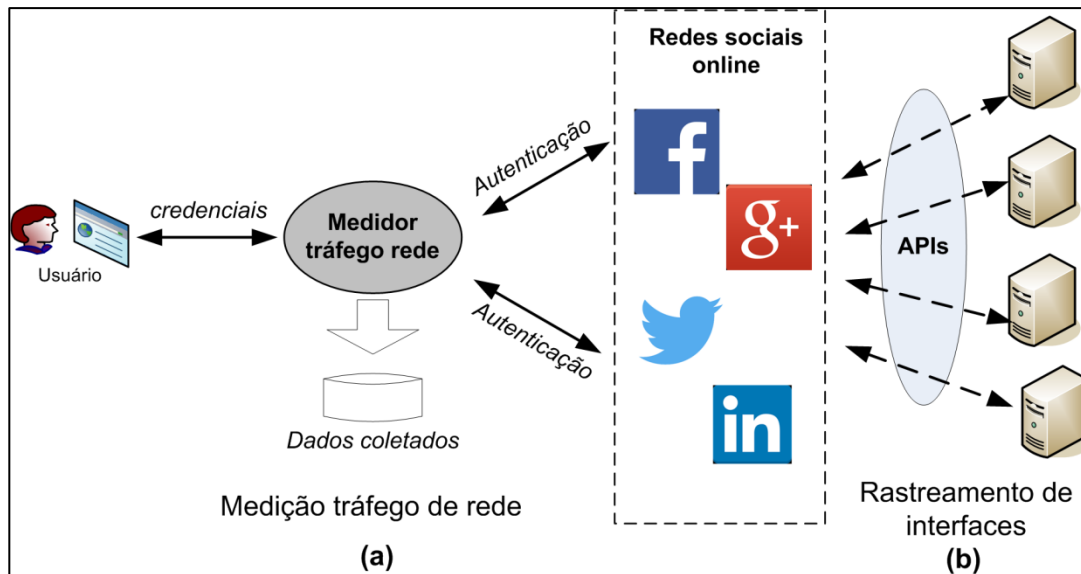 Redes sociais
online
Autenticação
f
g+
credenciais
Medidor
tráfego rede
APIs
Usuário
Autenticação
in
Dados coletados
Medição tráfego de rede
(a)
Rastreamento de
interfaces
(b)